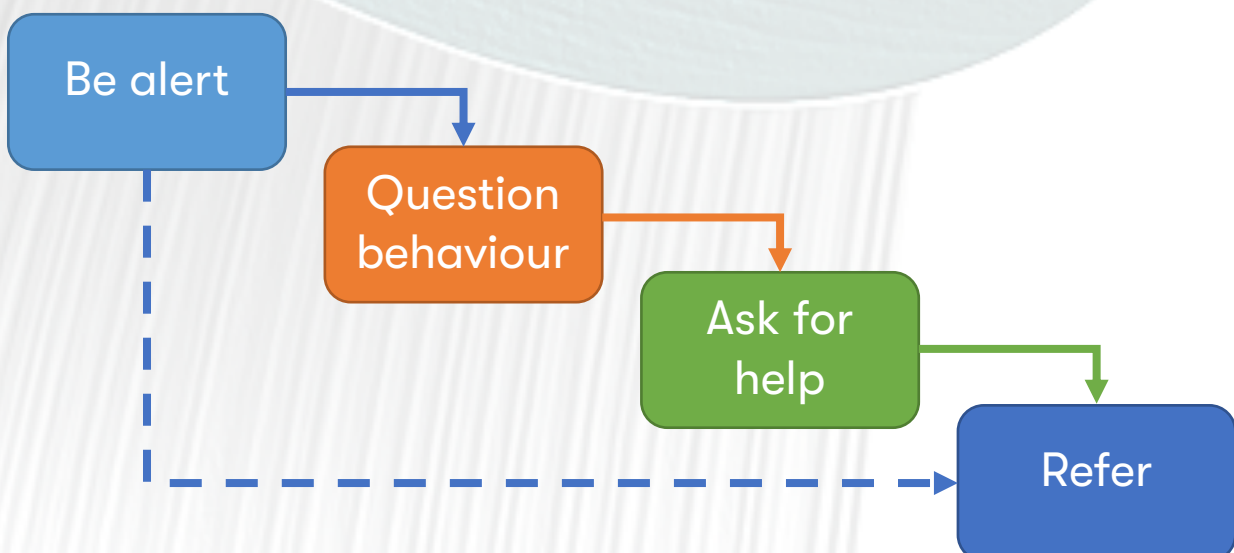 Be alert
Question
behaviour
Ask for
help
Refer